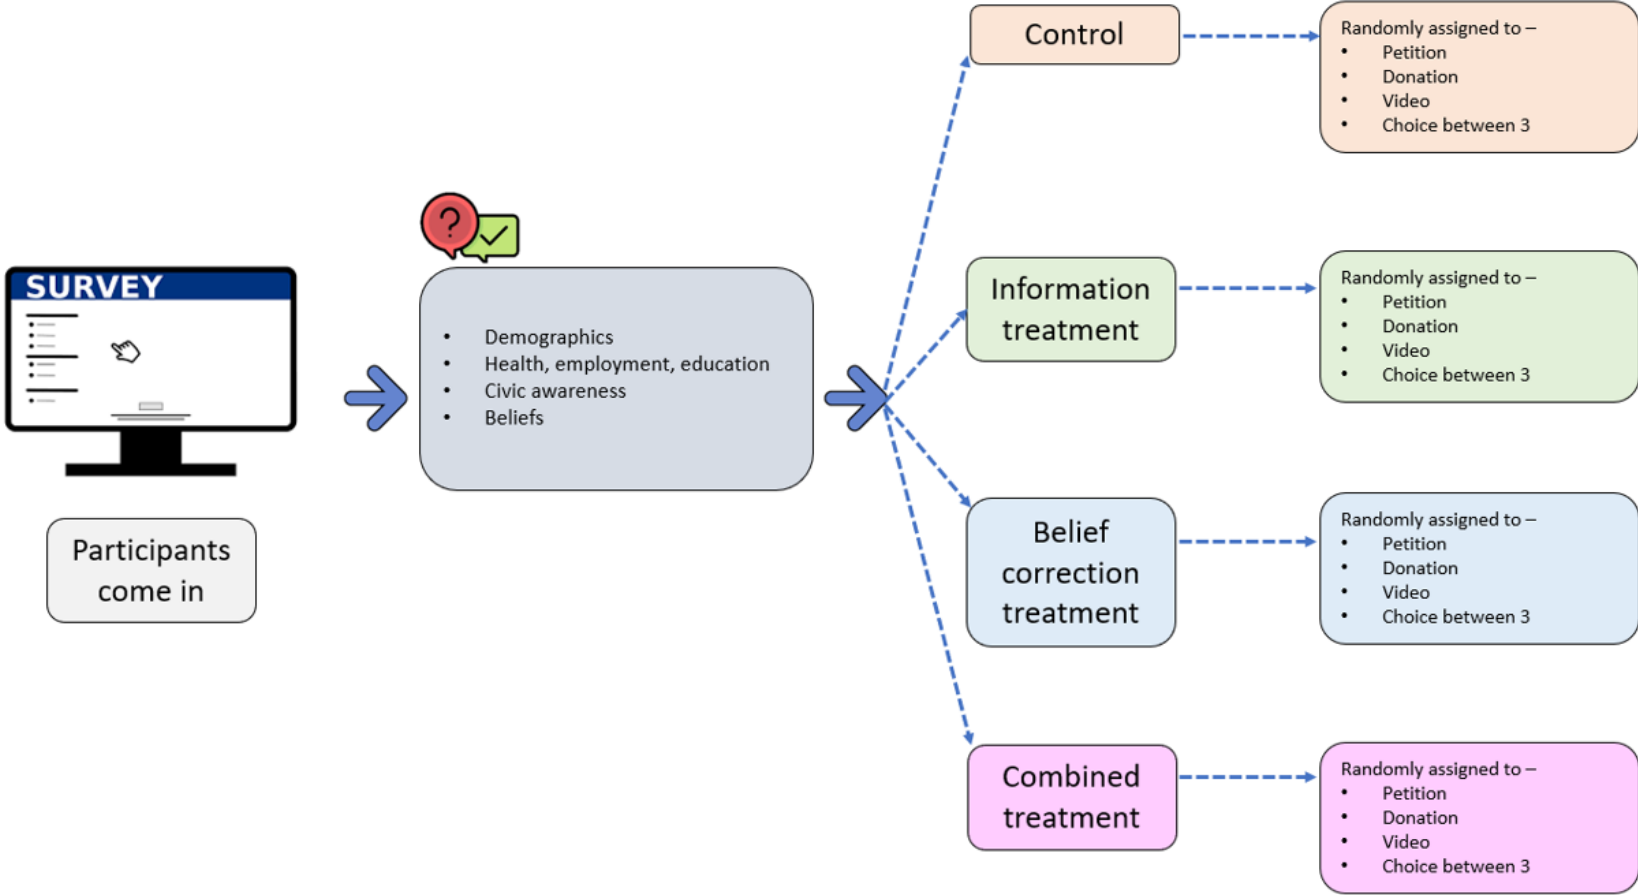 SURVEY
Participants
come in
?
• Demographics
• Health, employment, education
• Civic awareness
• Beliefs
Control
Randomly assigned to –
• Petition
• Donation
• Video
• Choice between 3
Information
treatment
Randomly assigned to –
• Petition
• Donation
• Video
• Choice between 3
Belief
correction
treatment
Randomly assigned to –
• Petition
• Donation
• Video
• Choice between 3
Combined
treatment
Randomly assigned to –
• Petition
• Donation
• Video
• Choice between 3